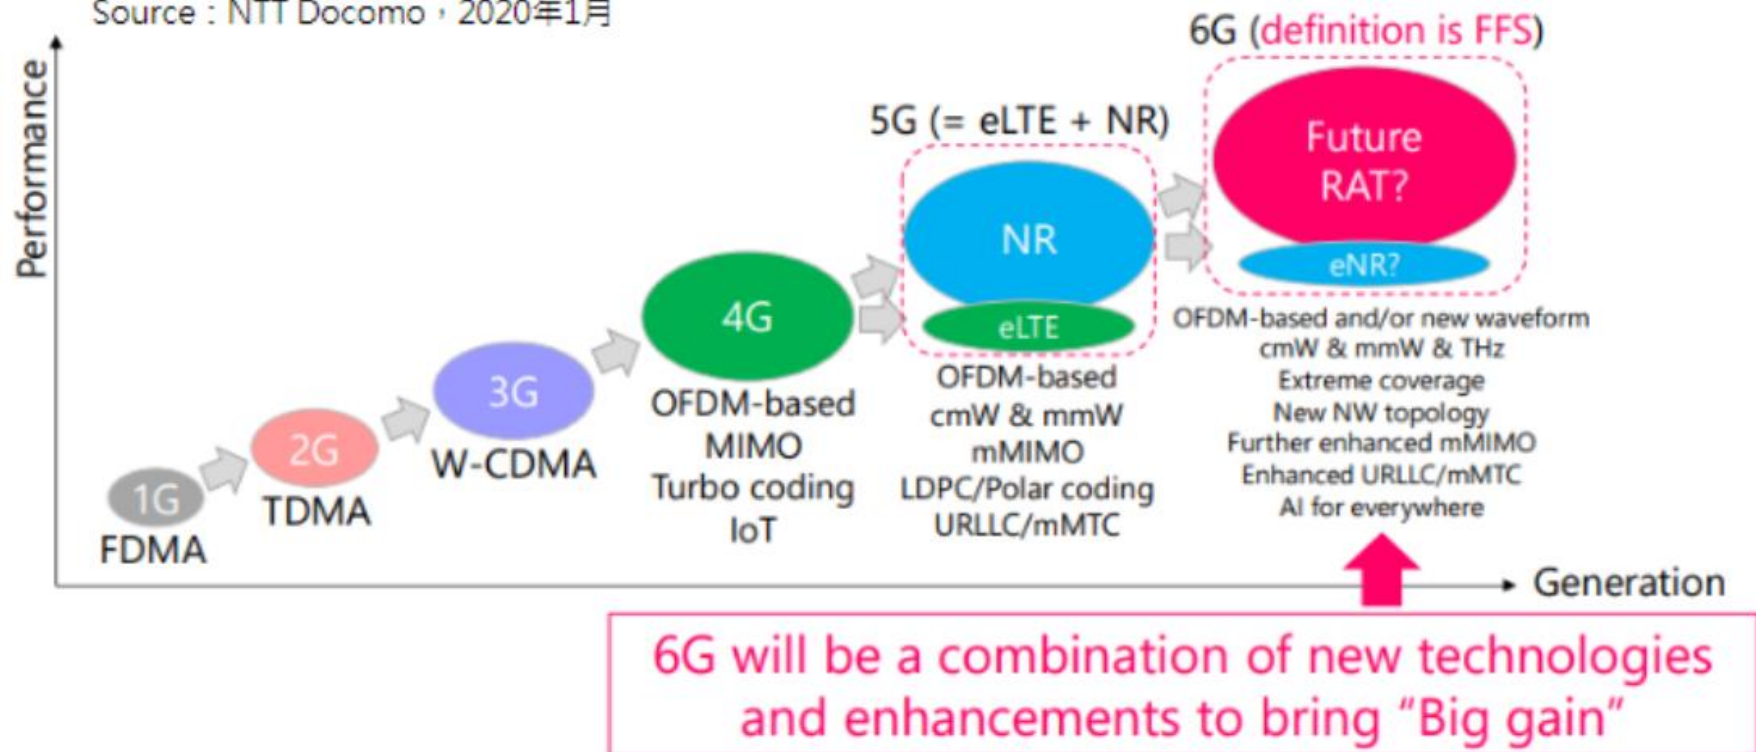 Source：NTT Docomo，2020年1月
Performance
1G
FDMA
2G
TDMA
3G
W-CDMA
4G
OFDM-based
MIMO
Turbo coding
IoT
5G (= eLTE + NR)
NR
eLTE
OFDM-based
cmW & mmW
mMIMO
LDPC/Polar coding
URLLC/mMTC
6G (definition is FFS)
Future
RAT?
eNR?
OFDM-based and/or new waveform
cmW & mmW & THz
Extreme coverage
New NW topology
Further enhanced mMIMO
Enhanced URLLC/mMTC
AI for everywhere
Generation
6G will be a combination of new technologies
and enhancements to bring “Big gain”